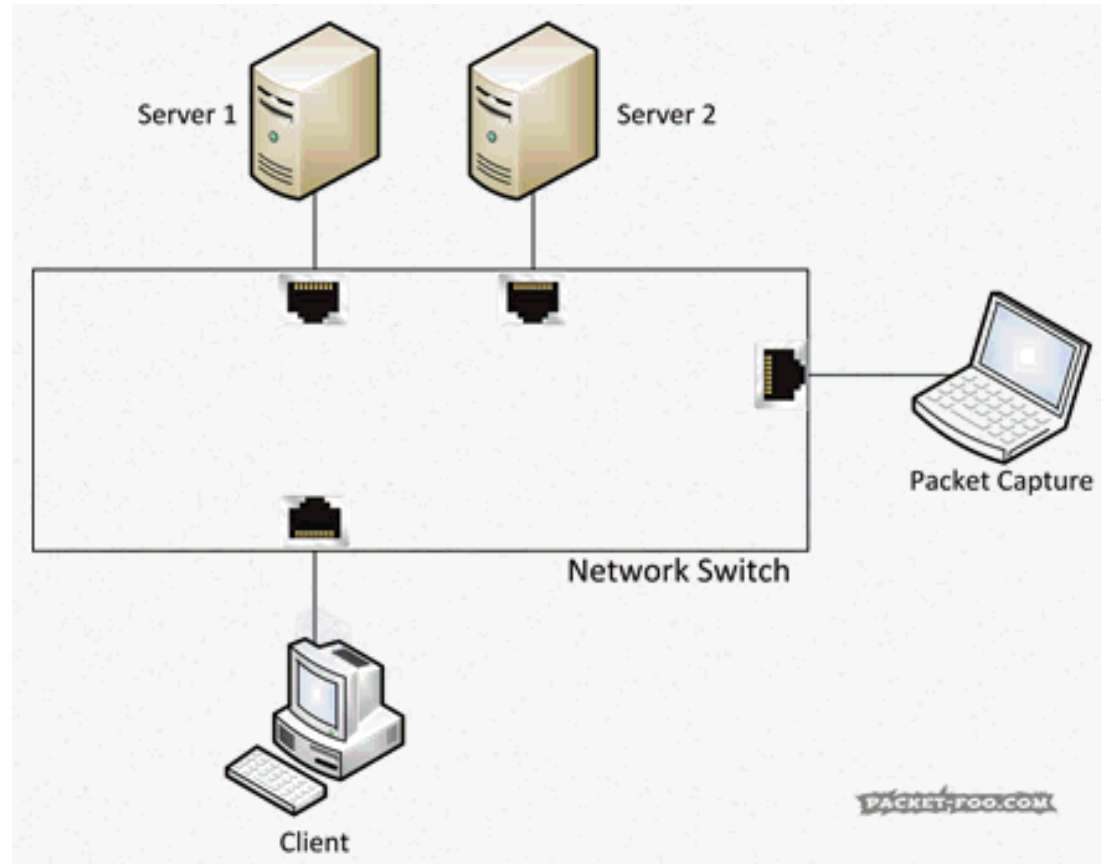 Server 1
Server 2
Packet Capture
Network Switch
Client
PACKET-FOO.COM